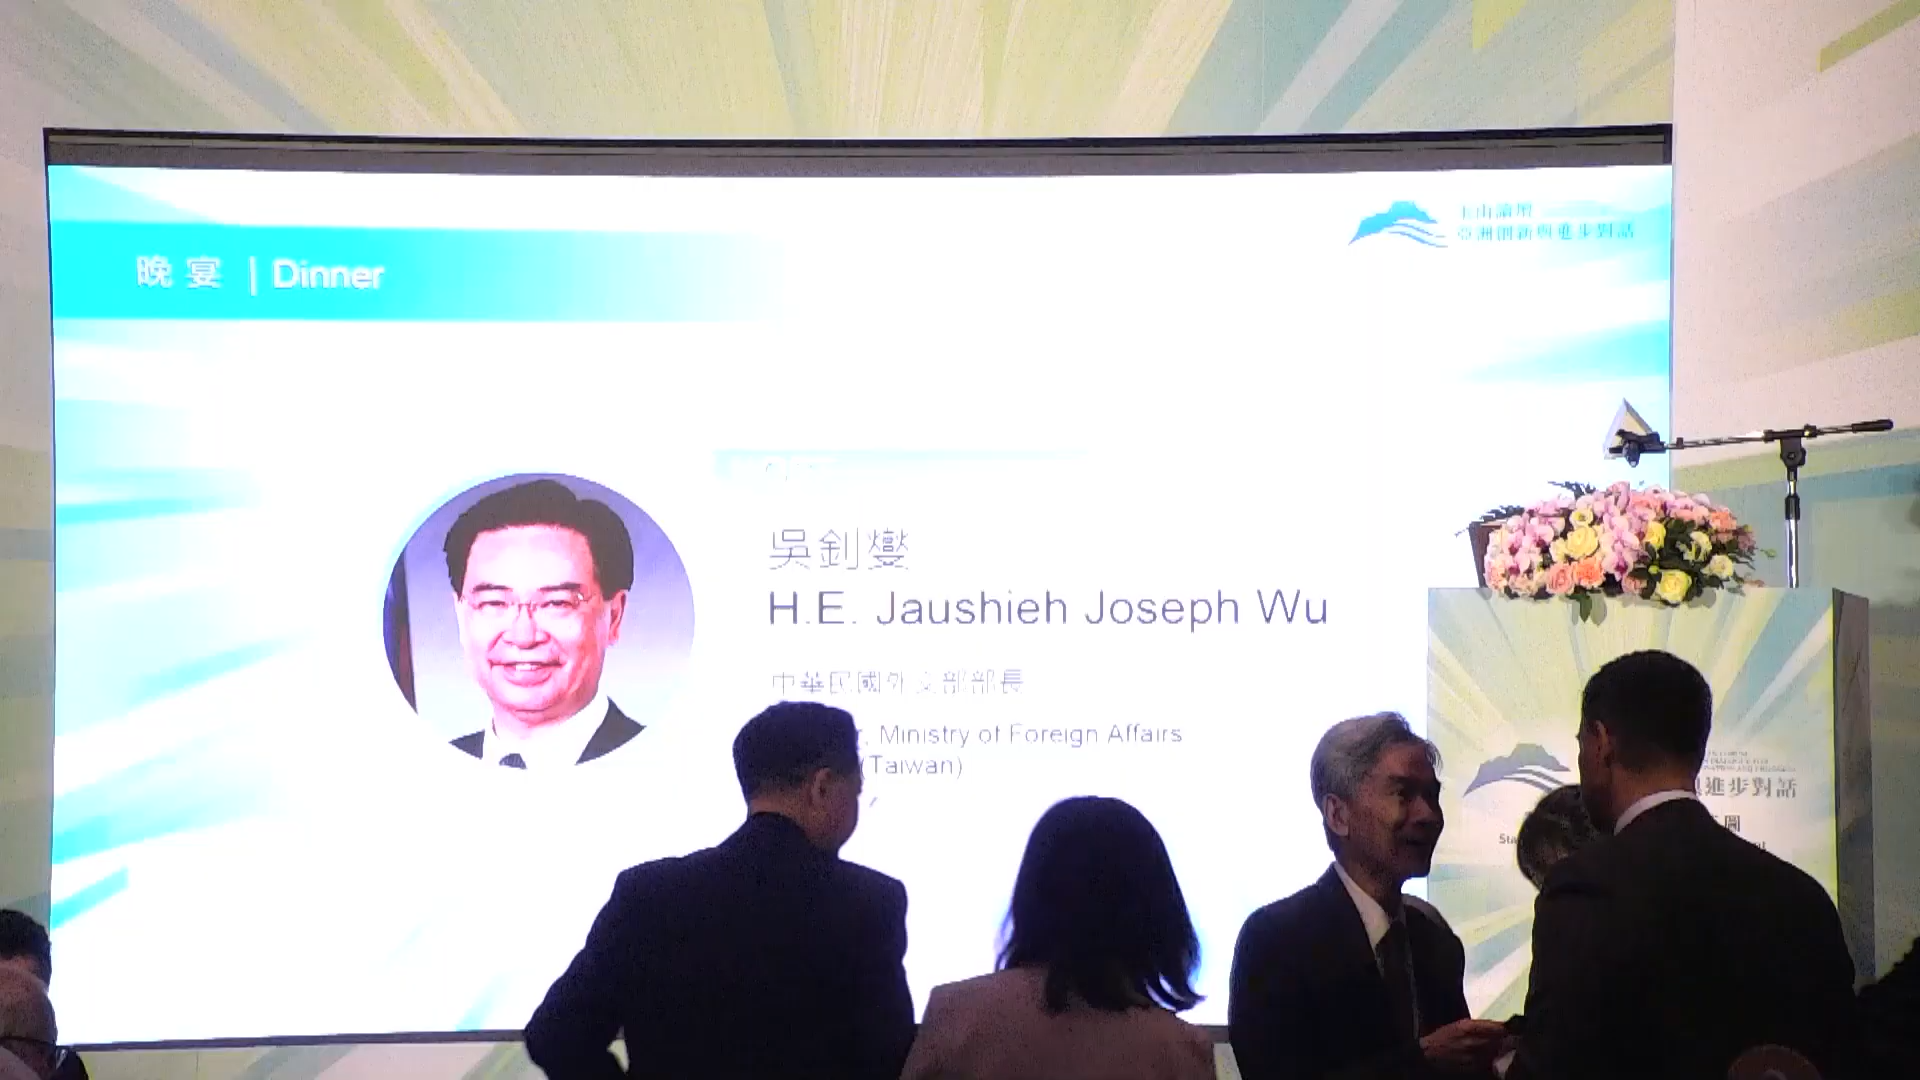 晚宴 | Dinner
玉山論壇
亞洲創新與進步對話
吳釗燮
H.E. Jaushieh Joseph Wu
中華民國外交部部長
Ministry of Foreign Affairs
(Taiwan)
進步對話